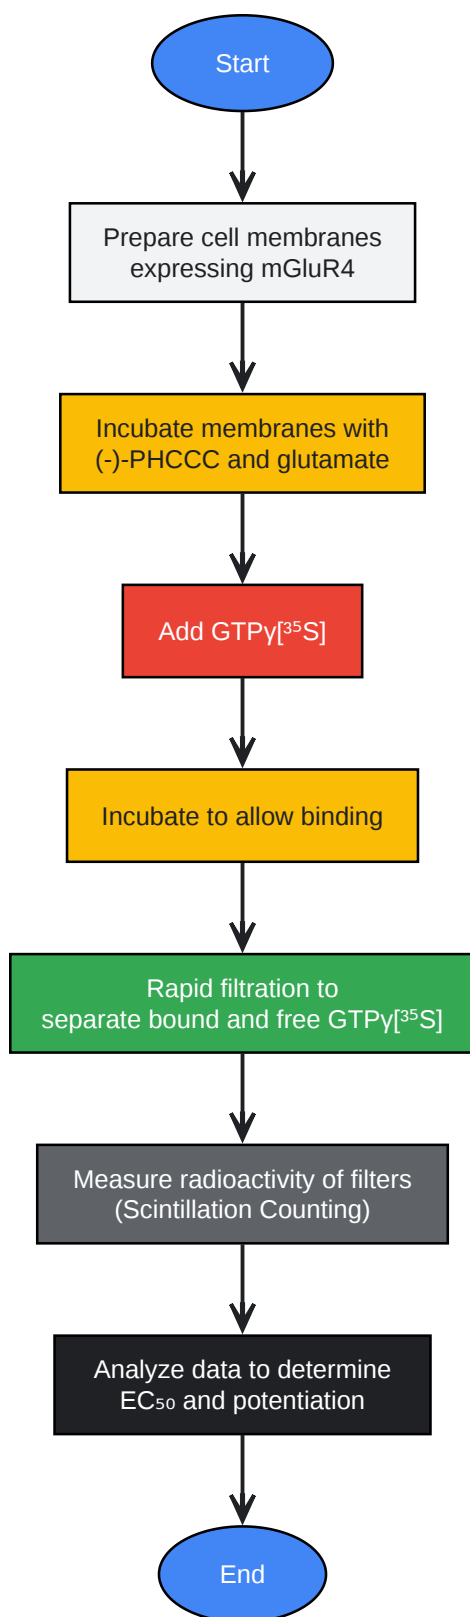 Start
Prepare cell membranes
expressing mGluR4
Incubate membranes with
(-)-PHCCC and glutamate
Add GTPγ[³⁵S]
Incubate to allow binding
Rapid filtration to
separate bound and free GTPγ[³⁵S]
Measure radioactivity of filters
(Scintillation Counting)
Analyze data to determine
EC₅₀ and potentiation
End